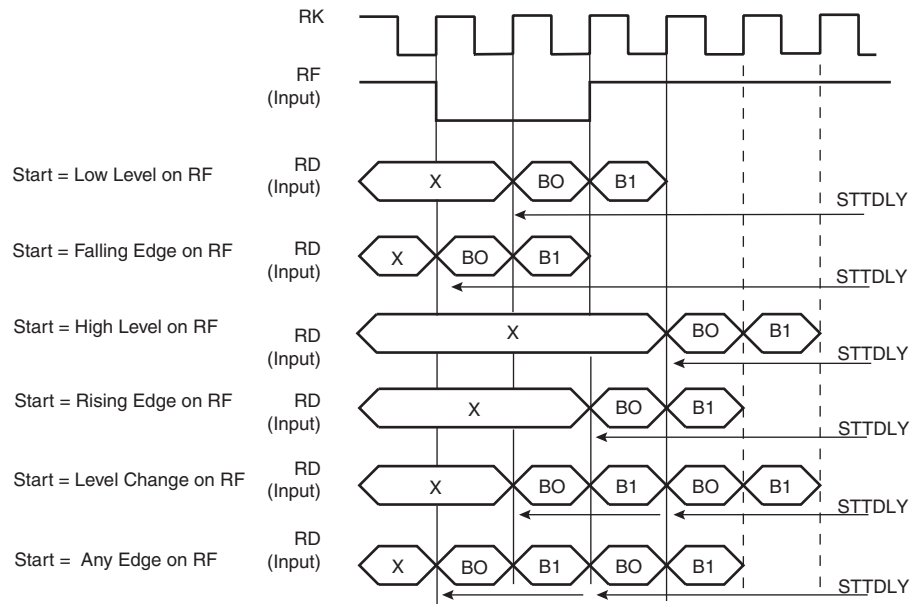 RK
RF
(Input)
Start = Low Level on RF
RD
(Input)
X
BO
B1
STTDLY
Start = Falling Edge on RF
RD
(Input)
X
BO
B1
STTDLY
Start = High Level on RF
RD
(Input)
X
BO
B1
STTDLY
Start = Rising Edge on RF
RD
(Input)
X
BO
B1
STTDLY
Start = Level Change on RF
RD
(Input)
X
BO
B1
BO
B1
STTDLY
Start = Any Edge on RF
RD
(Input)
X
BO
B1
BO
B1
STTDLY